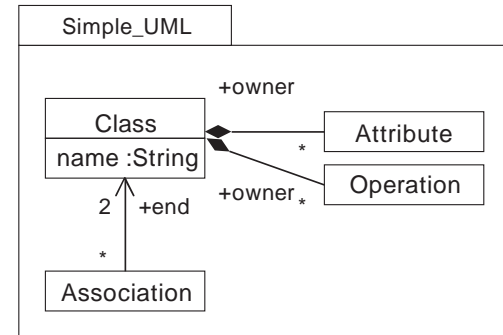 Simple_UML
+owner
Class
Attribute
*
name :String
Operation
+owner
*
2
+end
*
Association